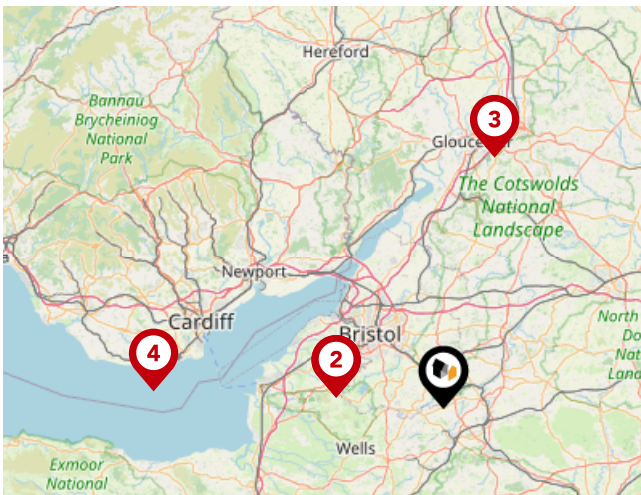 Hereford
Bannau
Brycheiniog
National
Park
3
The Cotswolds
National
Landscape
Newport
Cardiff
Bristol
4
2
North
Wells
Exmoor
National